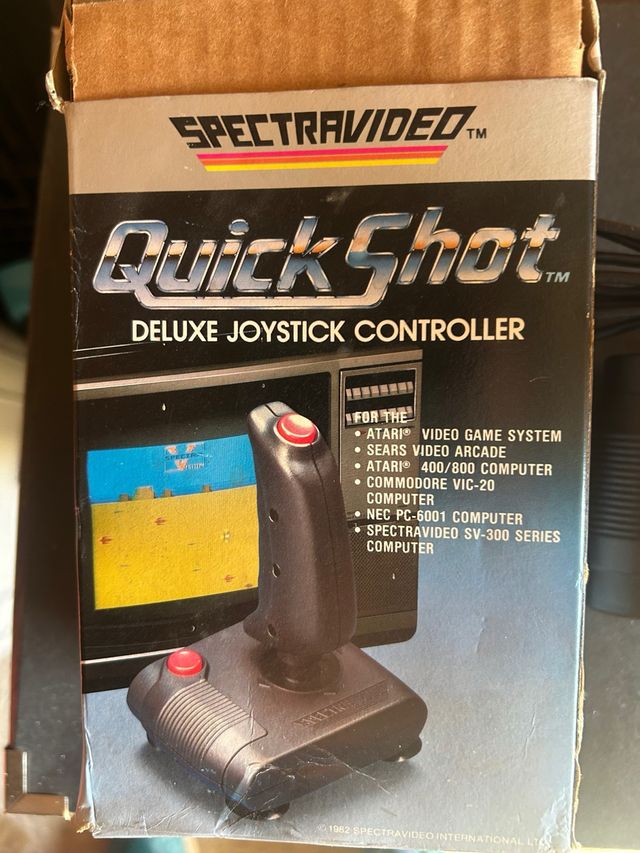 SPECTRAVIDEO™
QuickShot™
DELUXE JOYSTICK CONTROLLER
FOR THE
• ATARI® VIDEO GAME SYSTEM
• SEARS VIDEO ARCADE
• ATARI® 400/800 COMPUTER
• COMMODORE VIC-20
COMPUTER
• NEC PC-6001 COMPUTER
• SPECTRAVIDEO SV-300 SERIES
COMPUTER
© 1982 SPECTRAVIDEO INTERNATIONAL